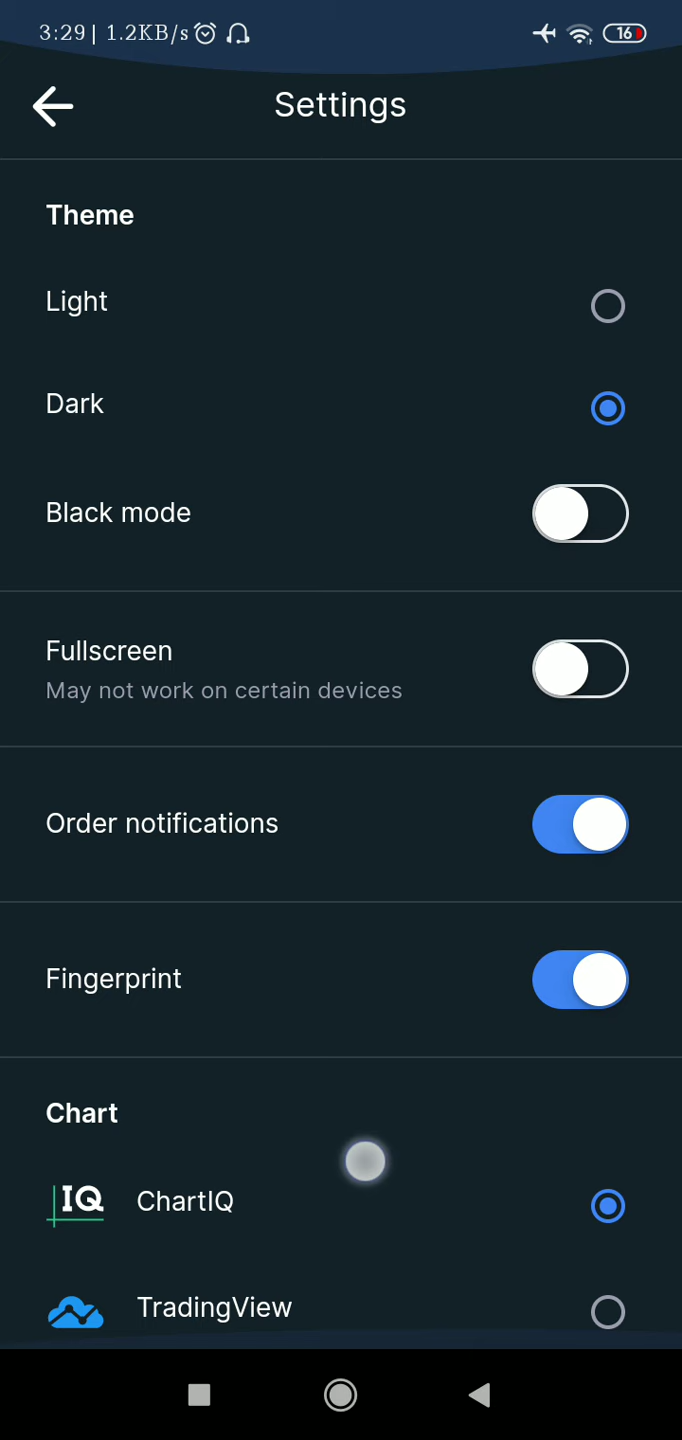 3:29 | 1.2KB/s 16
Settings
Theme
Light
Dark
Black mode
Fullscreen
May not work on certain devices
Order notifications
Fingerprint
Chart
IQ ChartIQ
TradingView